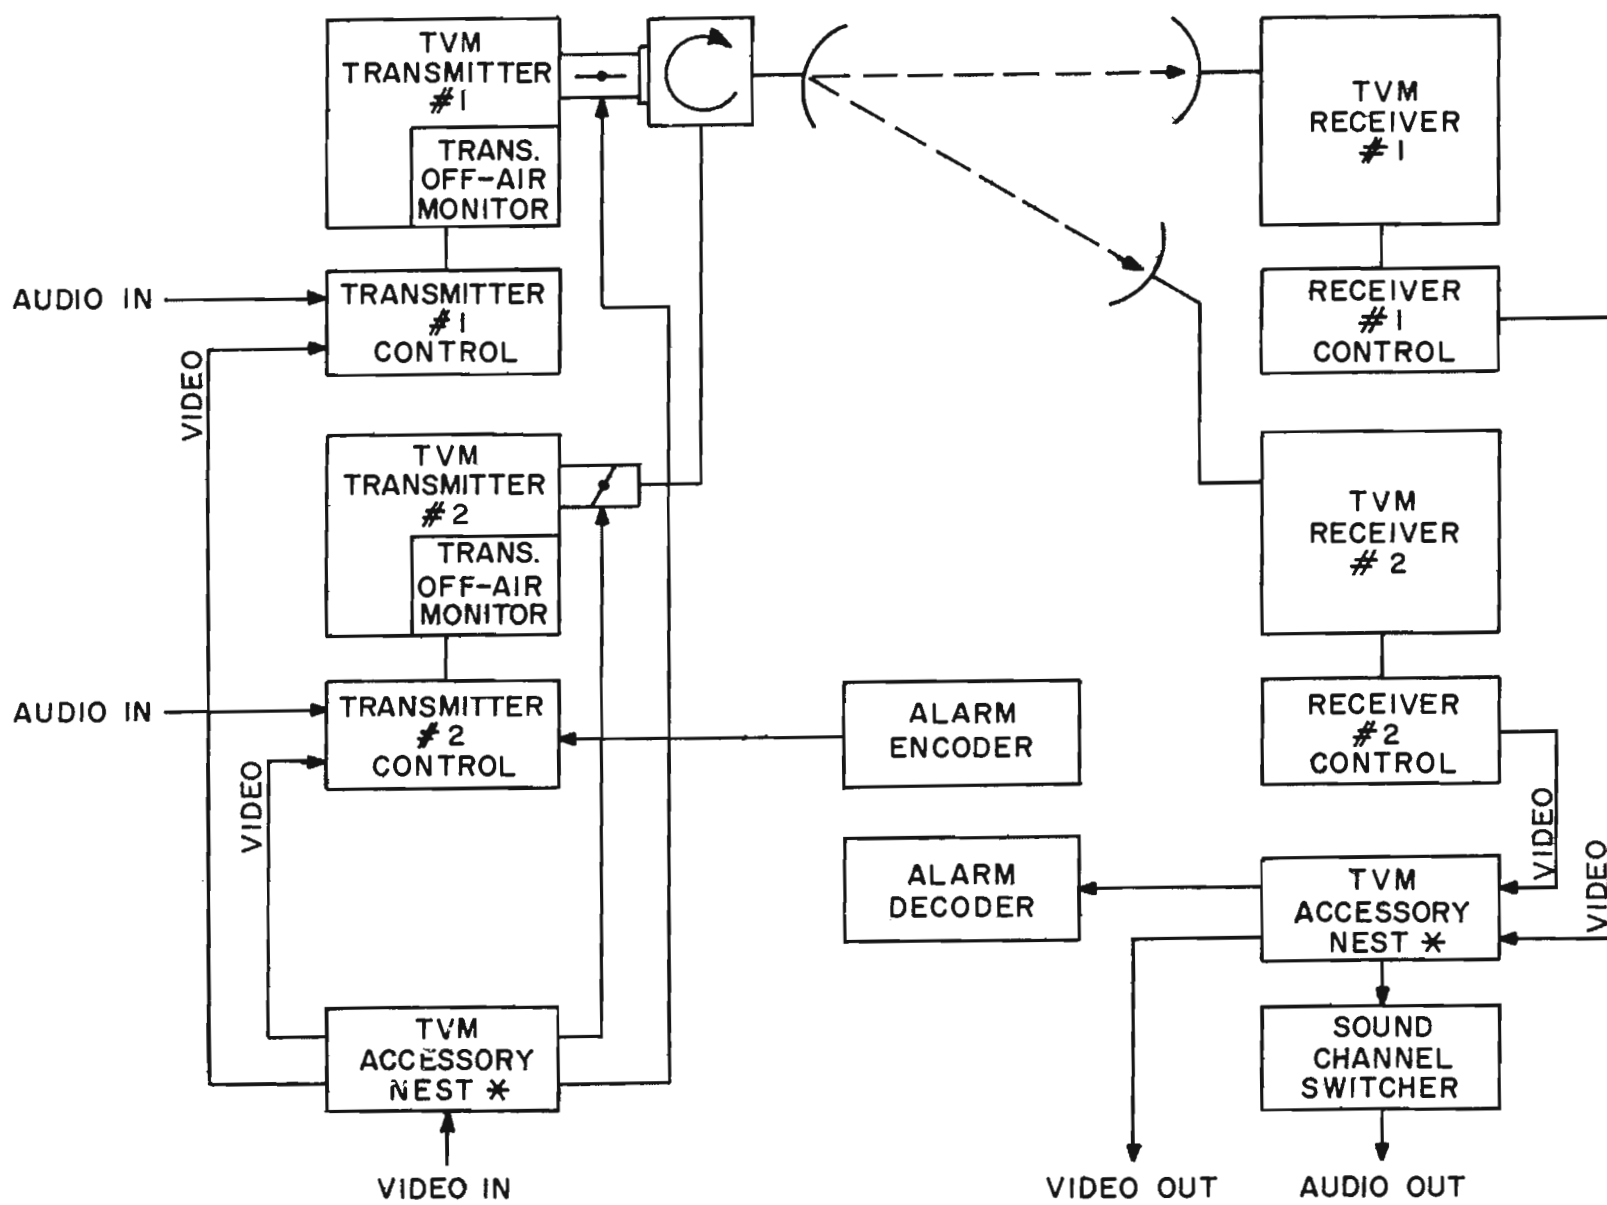 TVM
TRANSMITTER
#1
TRANS.
OFF-AIR
MONITOR
AUDIO IN
TRANSMITTER
#1
CONTROL
VIDEO
TVM
TRANSMITTER
#2
TRANS.
OFF-AIR
MONITOR
AUDIO IN
TRANSMITTER
#2
CONTROL
VIDEO
TVM
ACCESSORY
NEST *
VIDEO IN
ALARM
ENCODER
ALARM
DECODER
TVM
RECEIVER
#1
RECEIVER
#1
CONTROL
TVM
RECEIVER
#2
RECEIVER
#2
CONTROL
VIDEO
VIDEO
TVM
ACCESSORY
NEST *
SOUND
CHANNEL
SWITCHER
VIDEO OUT
AUDIO OUT